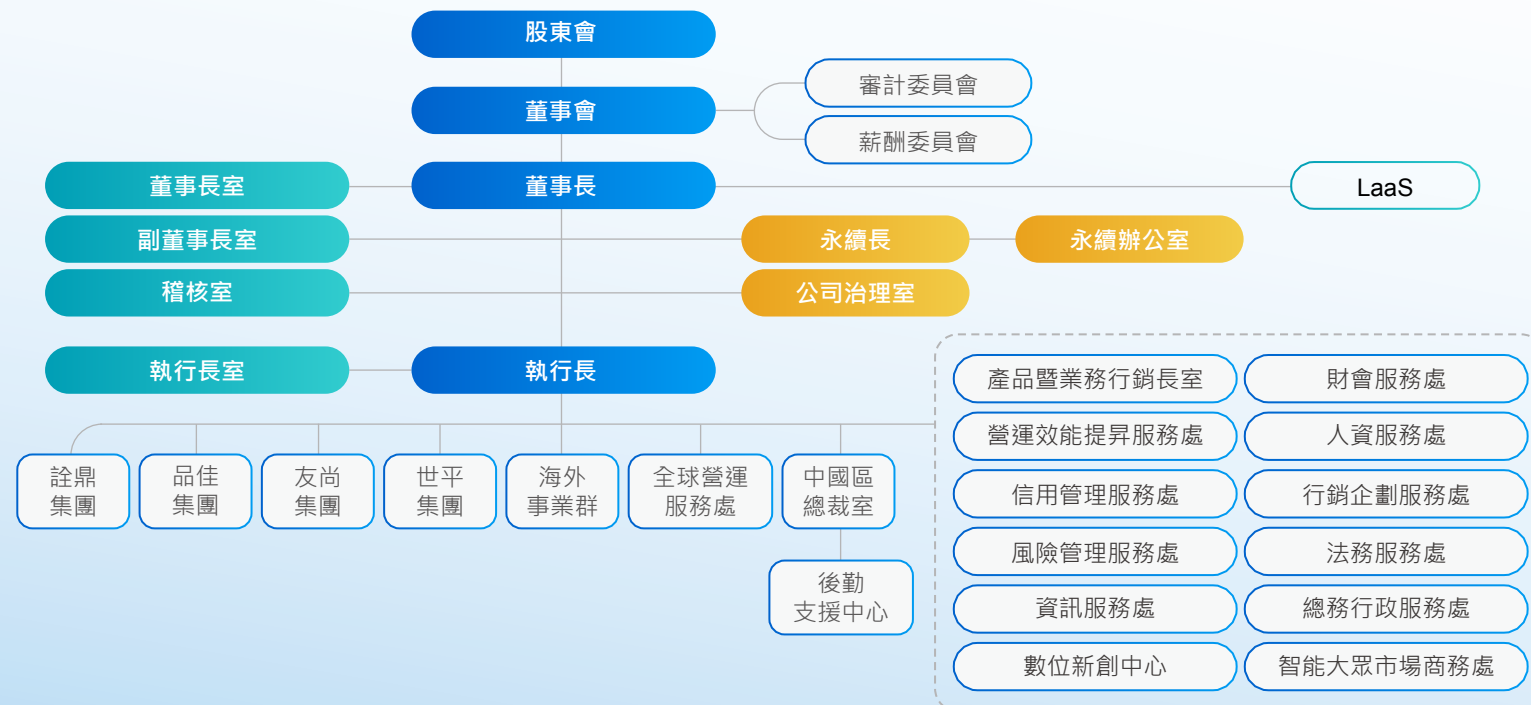 股東會
董事會
審計委員會
薪酬委員會
董事長室
董事長
LaaS
副董事長室
永續長
永續辦公室
稽核室
公司治理室
執行長室
執行長
詮鼎
集團
品佳
集團
友尚
集團
世平
集團
海外
事業群
全球營運
服務處
中國區
總裁室
後勤
支援中心
產品暨業務行銷長室
財會服務處
營運效能提昇服務處
人資服務處
信用管理服務處
行銷企劃服務處
風險管理服務處
法務服務處
資訊服務處
總務行政服務處
數位新創中心
智能大眾市場商務處